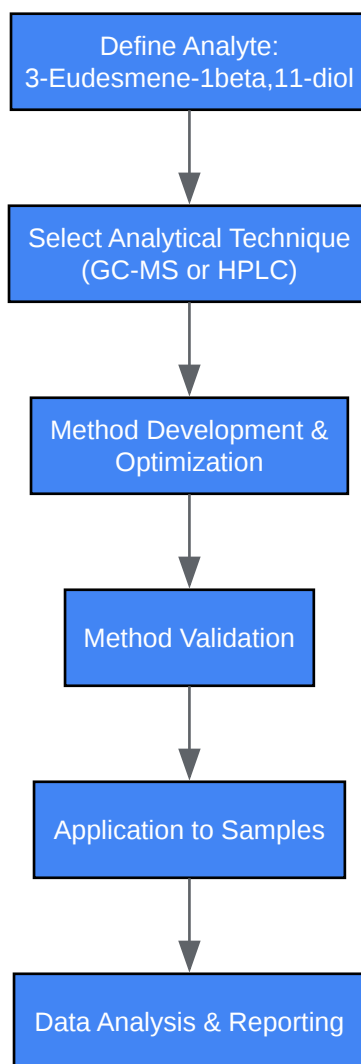 Define Analyte:
3-Eudesmene-1beta,11-diol
Select Analytical Technique
(GC-MS or HPLC)
Method Development &
Optimization
Method Validation
Application to Samples
Data Analysis & Reporting